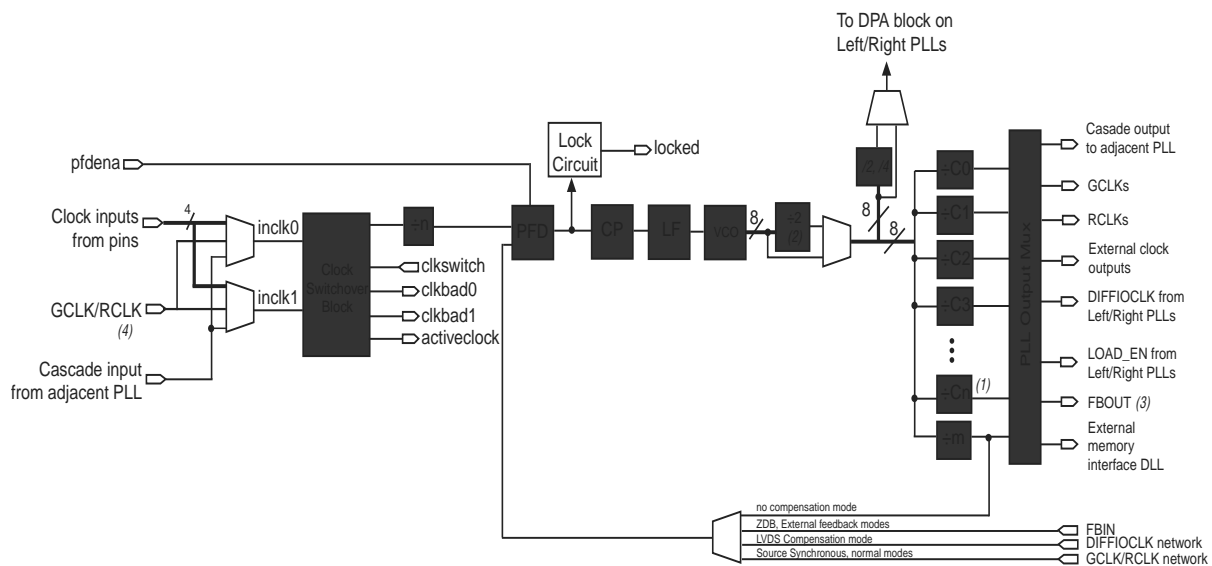 To DPA block on
Left/Right PLLs
Lock
Circuit
locked
pfdena
/2, /4
÷C0
Casade output
to adjacent PLL
4
Clock inputs
from pins
inclk0
÷n
PFD
CP
LF
VCO
8
÷2
(2)
8
8
÷C1
GCLKs
RCLKs
Clock
Switchover
Block
clkswitch
clkbad0
clkbad1
activeclock
÷C2
External clock
outputs
PLL Output Mux
GCLK/RCLK
(4)
inclk1
÷C3
DIFFIOCLK from
Left/Right PLLs
Cascade input
from adjacent PLL
LOAD_EN from
Left/Right PLLs
÷Cn
(1)
FBOUT (3)
÷m
External
memory
interface DLL
no compensation mode
ZDB, External feedback modes
FBIN
LVDS Compensation mode
DIFFIOCLK network
Source Synchronous, normal modes
GCLK/RCLK network